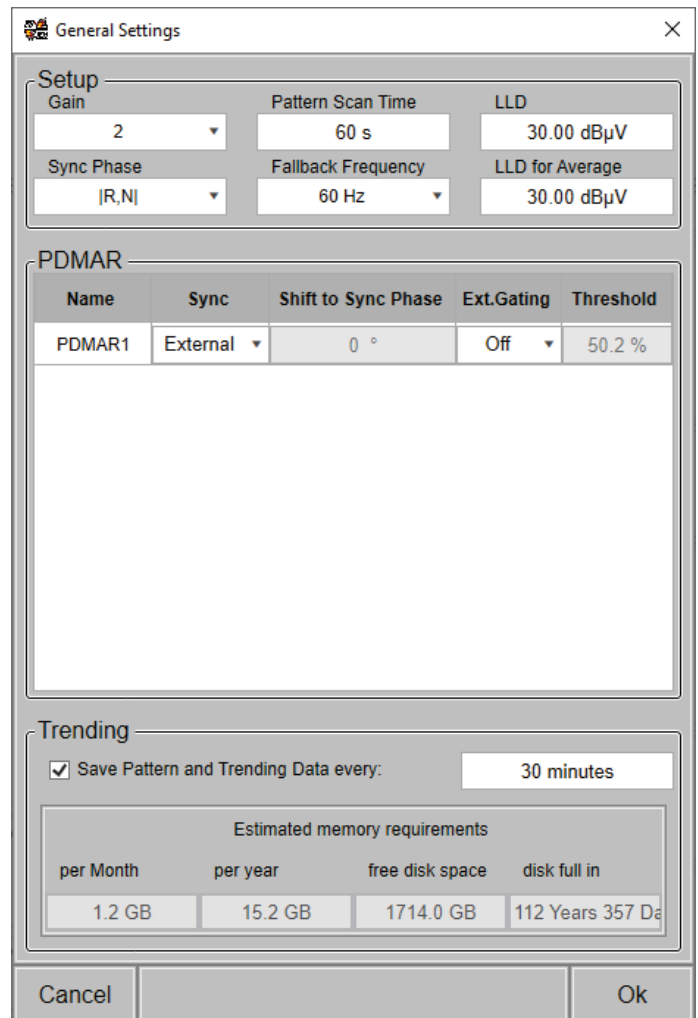 General Settings
Setup
Gain Pattern Scan Time LLD
2 60 s 30.00 dBµV
Sync Phase Fallback Frequency LLD for Average
|R,N| 60 Hz 30.00 dBµV
PDMAR
Name Sync Shift to Sync Phase Ext.Gating Threshold
PDMAR1 External 0 ° Off 50.2 %
Trending
Save Pattern and Trending Data every: 30 minutes
Estimated memory requirements
per Month per year free disk space disk full in
1.2 GB 15.2 GB 1714.0 GB 112 Years 357 Da
Cancel Ok